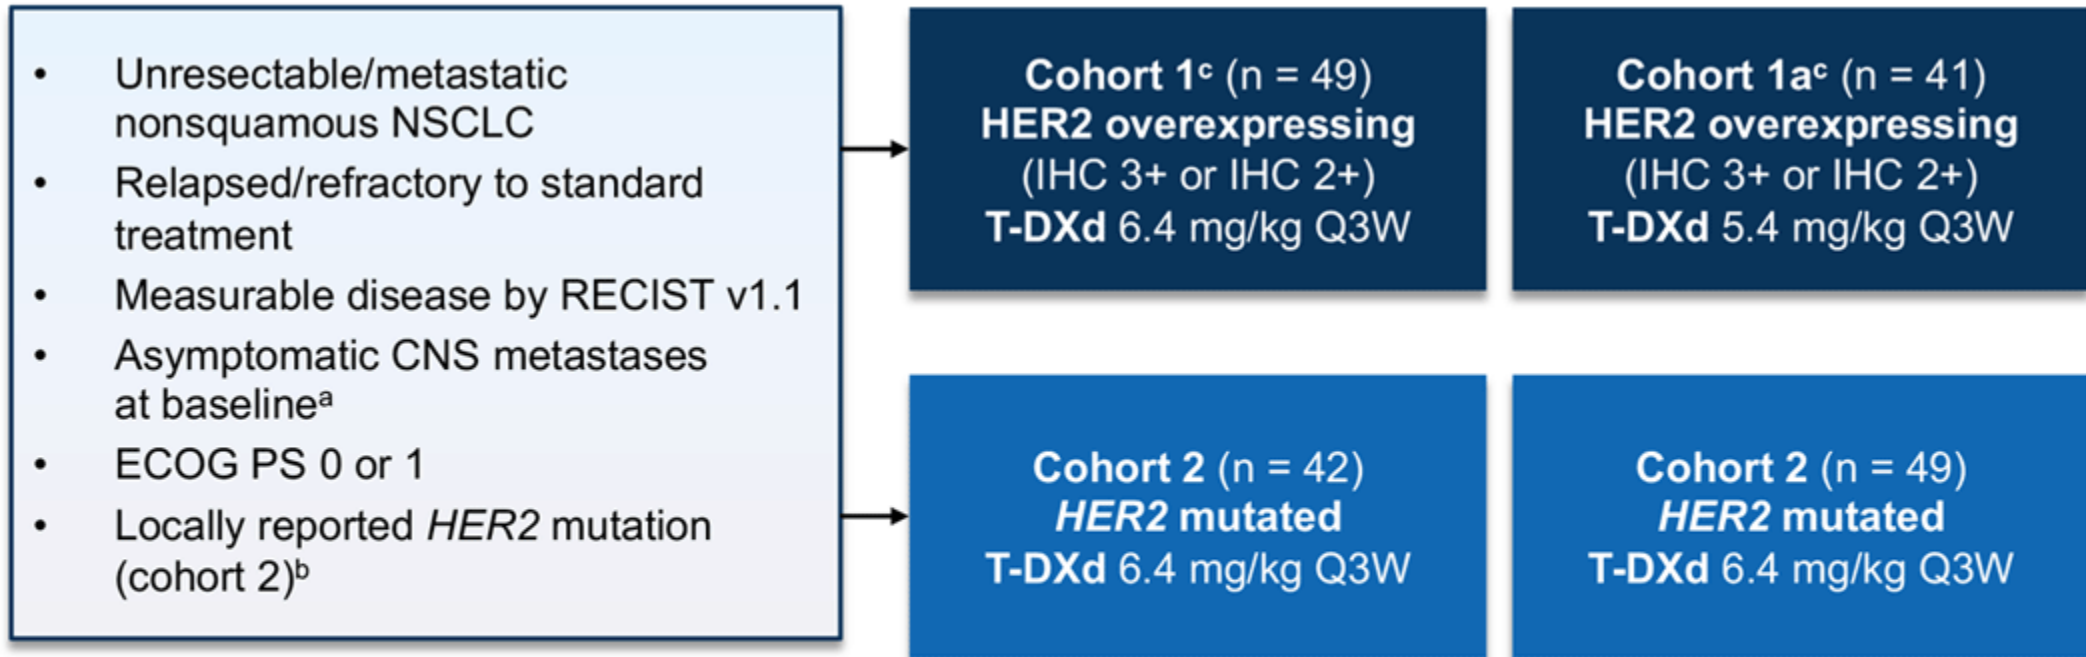 • Unresectable/metastatic
nonsquamous NSCLC
• Relapsed/refractory to standard
treatment
• Measurable disease by RECIST v1.1
• Asymptomatic CNS metastases
at baselineᵃ
• ECOG PS 0 or 1
• Locally reported HER2 mutation
(cohort 2)ᵇ
Cohort 1ᶜ (n = 49)
HER2 overexpressing
(IHC 3+ or IHC 2+)
T-DXd 6.4 mg/kg Q3W
Cohort 1aᶜ (n = 41)
HER2 overexpressing
(IHC 3+ or IHC 2+)
T-DXd 5.4 mg/kg Q3W
Cohort 2 (n = 42)
HER2 mutated
T-DXd 6.4 mg/kg Q3W
Cohort 2 (n = 49)
HER2 mutated
T-DXd 6.4 mg/kg Q3W